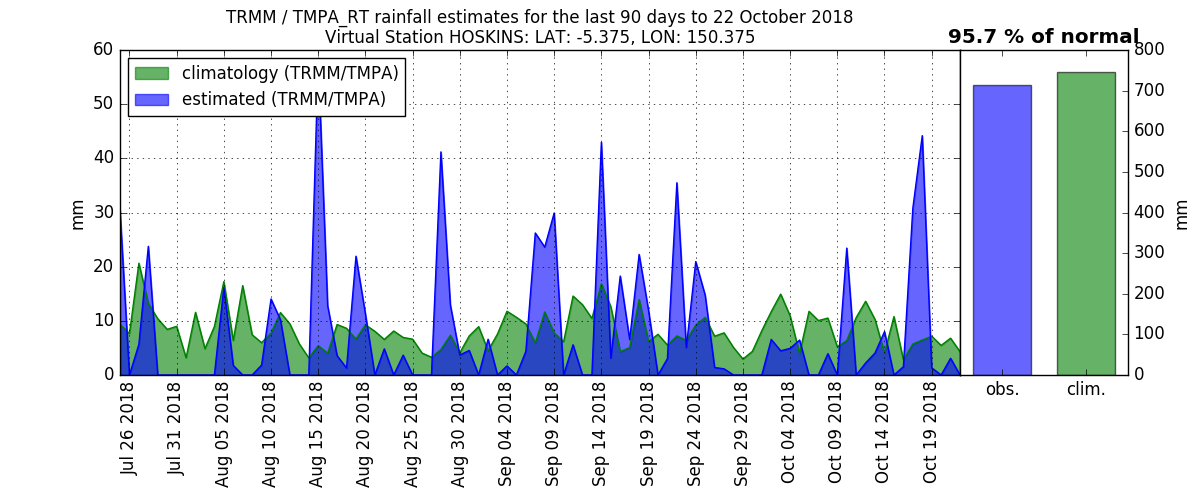 TRMM / TMPA_RT rainfall estimates for the last 90 days to 22 October 2018
Virtual Station HOSKINS: LAT: -5.375, LON: 150.375
95.7 % of normal
climatology (TRMM/TMPA)
estimated (TRMM/TMPA)
60
50
40
30
20
10
0
mm
800
700
600
500
400
300
200
100
0
mm
Jul 26 2018
Jul 31 2018
Aug 05 2018
Aug 10 2018
Aug 15 2018
Aug 20 2018
Aug 25 2018
Aug 30 2018
Sep 04 2018
Sep 09 2018
Sep 14 2018
Sep 19 2018
Sep 24 2018
Sep 29 2018
Oct 04 2018
Oct 09 2018
Oct 14 2018
Oct 19 2018
obs.
clim.